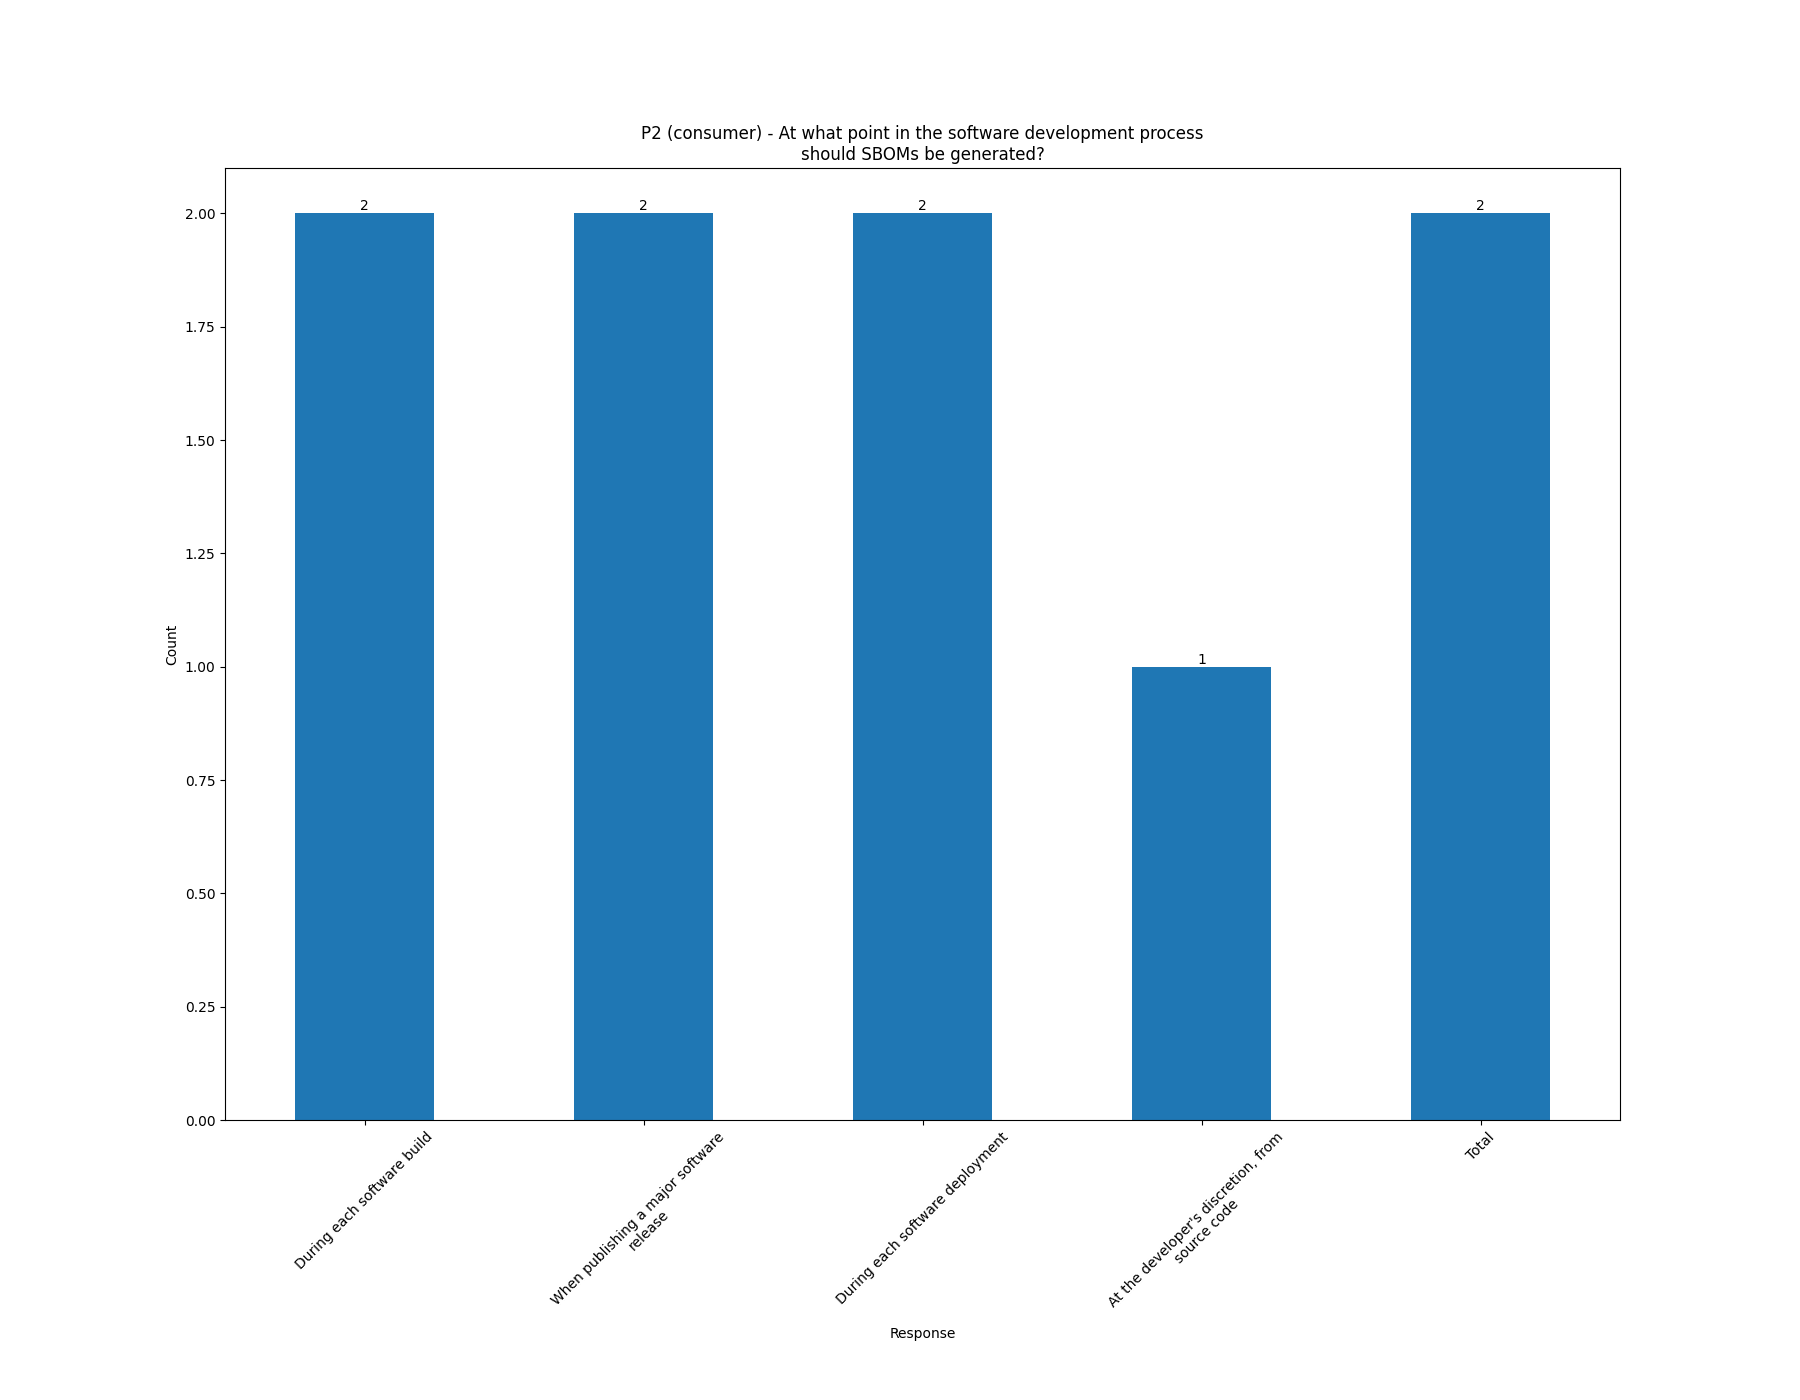 P2 (consumer) - At what point in the software development process
should SBOMs be generated?
2
2
2
1
2
2.00
1.75
1.50
1.25
1.00
0.75
0.50
0.25
0.00
Count
During each software build
When publishing a major software
release
During each software deployment
At the developer's discretion, from
source code
Total
Response